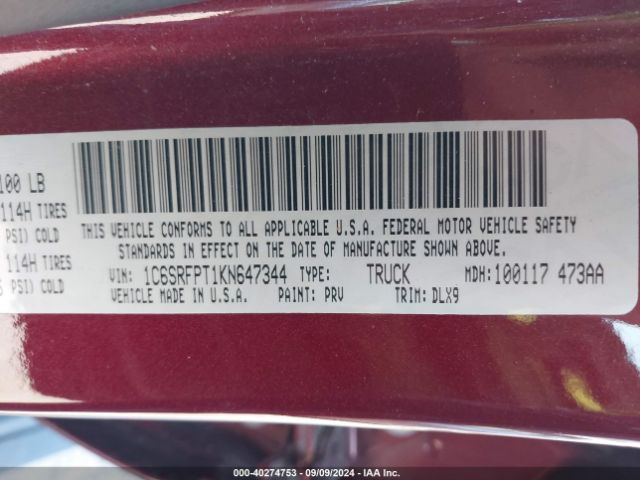 100 LB
114H TIRES
PSI) COLD
114H TIRES
PSI) COLD
THIS VEHICLE CONFORMS TO ALL APPLICABLE U.S.A. FEDERAL MOTOR VEHICLE SAFETY
STANDARDS IN EFFECT ON THE DATE OF MANUFACTURE SHOWN ABOVE.
VIN: 1C6SRFPT1KN647344 TYPE: TRUCK MDH: 100117 473AA
VEHICLE MADE IN U.S.A. PAINT: PRV TRIM: DLX9
000-40274753 - 09/09/2024 - IAA Inc.